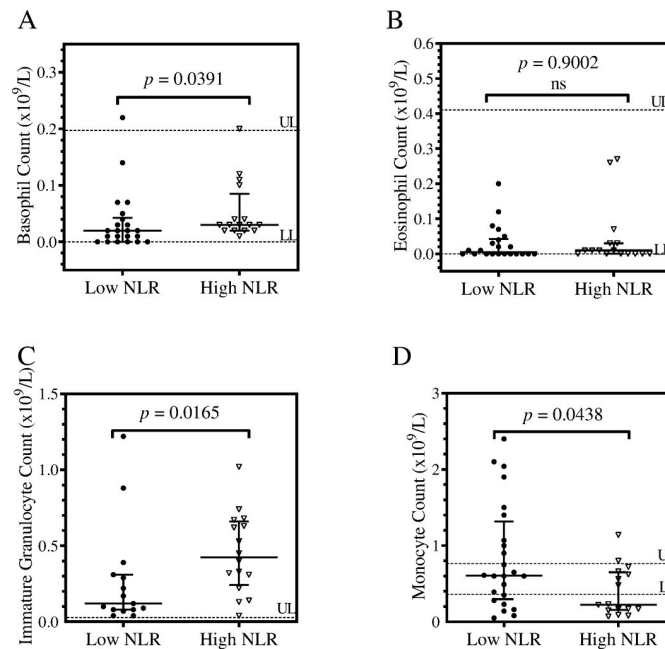 A
Basophil Count (x10⁹/L)
0.3
0.2
0.1
0.0
p = 0.0391
UL
LL
Low NLR High NLR
B
Eosinophil Count (x10⁹/L)
0.6
0.5
0.4
0.3
0.2
0.1
0.0
p = 0.9002
ns
UL
LL
Low NLR High NLR
C
Immature Granulocyte Count (x10⁹/L)
1.5
1.0
0.5
0.0
p = 0.0165
UL
Low NLR High NLR
D
Monocyte Count (x10⁹/L)
3
2
1
0
p = 0.0438
U
L
Low NLR High NLR